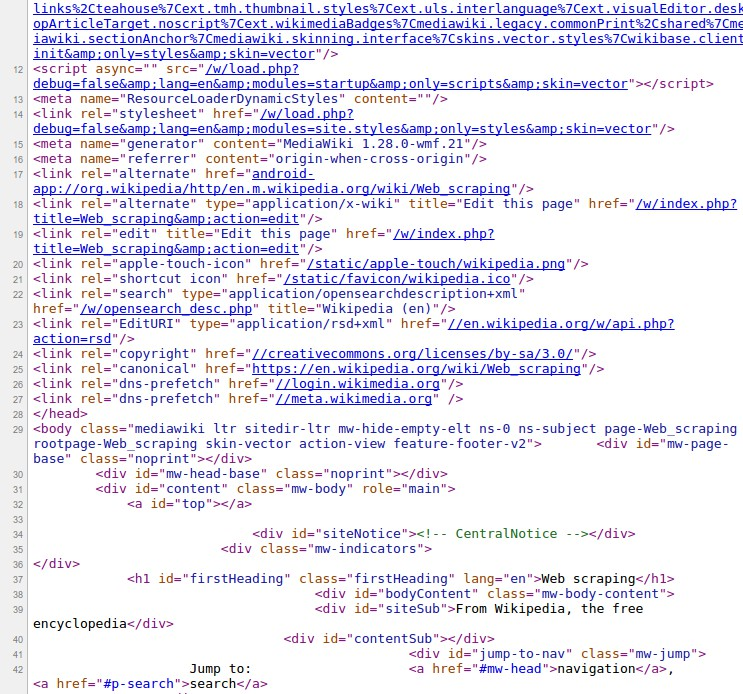 links%2Cteahouse%7Cext.tmh.thumbnail.styles%7Cext.uls.interlanguage%7Cext.visualEditor.desk
opArticleTarget.noscript%7Cext.wikimediaBadges%7Cmediawiki.legacy.commonPrint%2Cshared%7Cme
iawiki.sectionAnchor%7Cmediawiki.skinning.interface%7Cskins.vector.styles%7Cwikibase.client
init&amp;only=styles&amp;skin=vector"/>
12 <script async="" src="/w/load.php?
debug=false&amp;lang=en&amp;modules=startup&amp;only=scripts&amp;skin=vector"></script>
13 <meta name="ResourceLoaderDynamicStyles" content=""/>
14 <link rel="stylesheet" href="/w/load.php?
debug=false&amp;lang=en&amp;modules=site.styles&amp;only=styles&amp;skin=vector"/>
15 <meta name="generator" content="MediaWiki 1.28.0-wmf.21"/>
16 <meta name="referrer" content="origin-when-cross-origin"/>
17 <link rel="alternate" href="android-
app://org.wikipedia/http/en.m.wikipedia.org/wiki/Web_scraping"/>
18 <link rel="alternate" type="application/x-wiki" title="Edit this page" href="/w/index.php?
title=Web_scraping&amp;action=edit"/>
19 <link rel="edit" title="Edit this page" href="/w/index.php?
title=Web_scraping&amp;action=edit"/>
20 <link rel="apple-touch-icon" href="/static/apple-touch/wikipedia.png"/>
21 <link rel="shortcut icon" href="/static/favicon/wikipedia.ico"/>
22 <link rel="search" type="application/opensearchdescription+xml"
href="/w/opensearch_desc.php" title="Wikipedia (en)"/>
23 <link rel="EditURI" type="application/rsd+xml" href="//en.wikipedia.org/w/api.php?
action=rsd"/>
24 <link rel="copyright" href="//creativecommons.org/licenses/by-sa/3.0/"/>
25 <link rel="canonical" href="https://en.wikipedia.org/wiki/Web_scraping"/>
26 <link rel="dns-prefetch" href="//login.wikimedia.org"/>
27 <link rel="dns-prefetch" href="//meta.wikimedia.org" />
28 </head>
29 <body class="mediawiki ltr sitedir-ltr mw-hide-empty-elt ns-0 ns-subject page-Web_scraping
rootpage-Web_scraping skin-vector action-view feature-footer-v2"> <div id="mw-page-
base" class="noprint"></div>
30 <div id="mw-head-base" class="noprint"></div>
31 <div id="content" class="mw-body" role="main">
32 <a id="top"></a>
33
34 <div id="siteNotice"><!-- CentralNotice --></div>
35 <div class="mw-indicators">
36 </div>
37 <h1 id="firstHeading" class="firstHeading" lang="en">Web scraping</h1>
38 <div id="bodyContent" class="mw-body-content">
39 <div id="siteSub">From Wikipedia, the free
encyclopedia</div>
40 <div id="contentSub"></div>
41 <div id="jump-to-nav" class="mw-jump">
42 Jump to: <a href="#mw-head">navigation</a>,
<a href="#p-search">search</a>